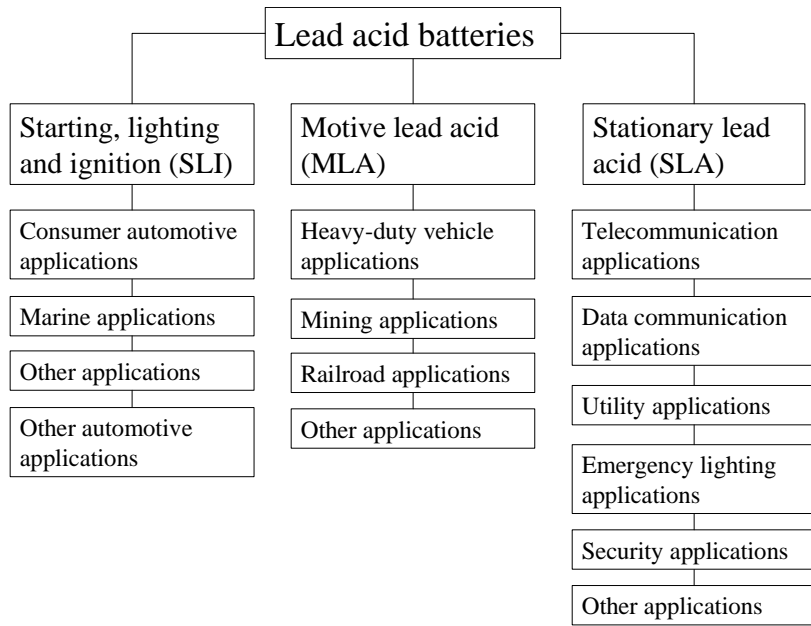 Lead acid batteries
Starting, lighting
and ignition (SLI)
Consumer automotive
applications
Marine applications
Other applications
Other automotive
applications
Motive lead acid
(MLA)
Heavy-duty vehicle
applications
Mining applications
Railroad applications
Other applications
Stationary lead
acid (SLA)
Telecommunication
applications
Data communication
applications
Utility applications
Emergency lighting
applications
Security applications
Other applications